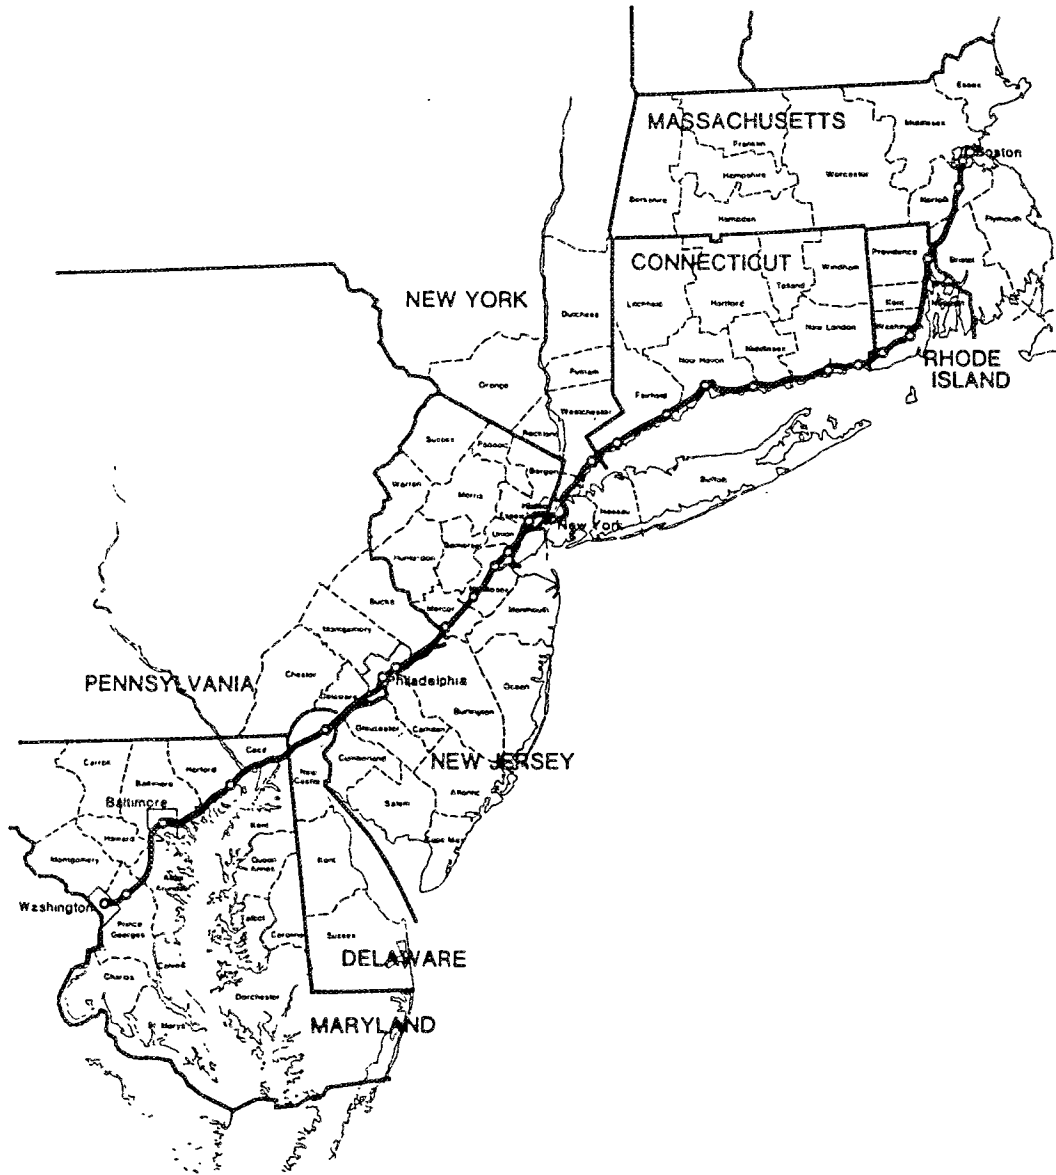 Essex
MASSACHUSETTS
Middlesex
Franklin
Boston
Hampshire
Worcester
Berkshire
Norfolk
Plymouth
Hampden
Providence
CONNECTICUT
Bristol
Windham
Tolland
NEW YORK
Litchfield
Hartford
Kent
Dutchess
New London
Washington
Middlesex
New Haven
RHODE
ISLAND
Putnam
Orange
Fairfield
Westchester
Rockland
Sussex
Passaic
Bergen
Suffolk
Warren
Morris
Essex
Nassau
New York
Union
Somerset
Hunterdon
Middlesex
Bucks
Mercer
Monmouth
Montgomery
Chester
Philadelphia
PENNSYLVANIA
Delaware
Ocean
Burlington
Gloucester
Camden
Cecil
NEW JERSEY
Carroll
Harford
Cumberland
Baltimore
New
Castle
Atlantic
Baltimore
Salem
Kent
Howard
Cape May
Montgomery
Queen
Annes
Kent
Washington
Talbot
Prince
Georges
Caroline
Sussex
DELAWARE
Calvert
Charles
Dorchester
St Marys
MARYLAND